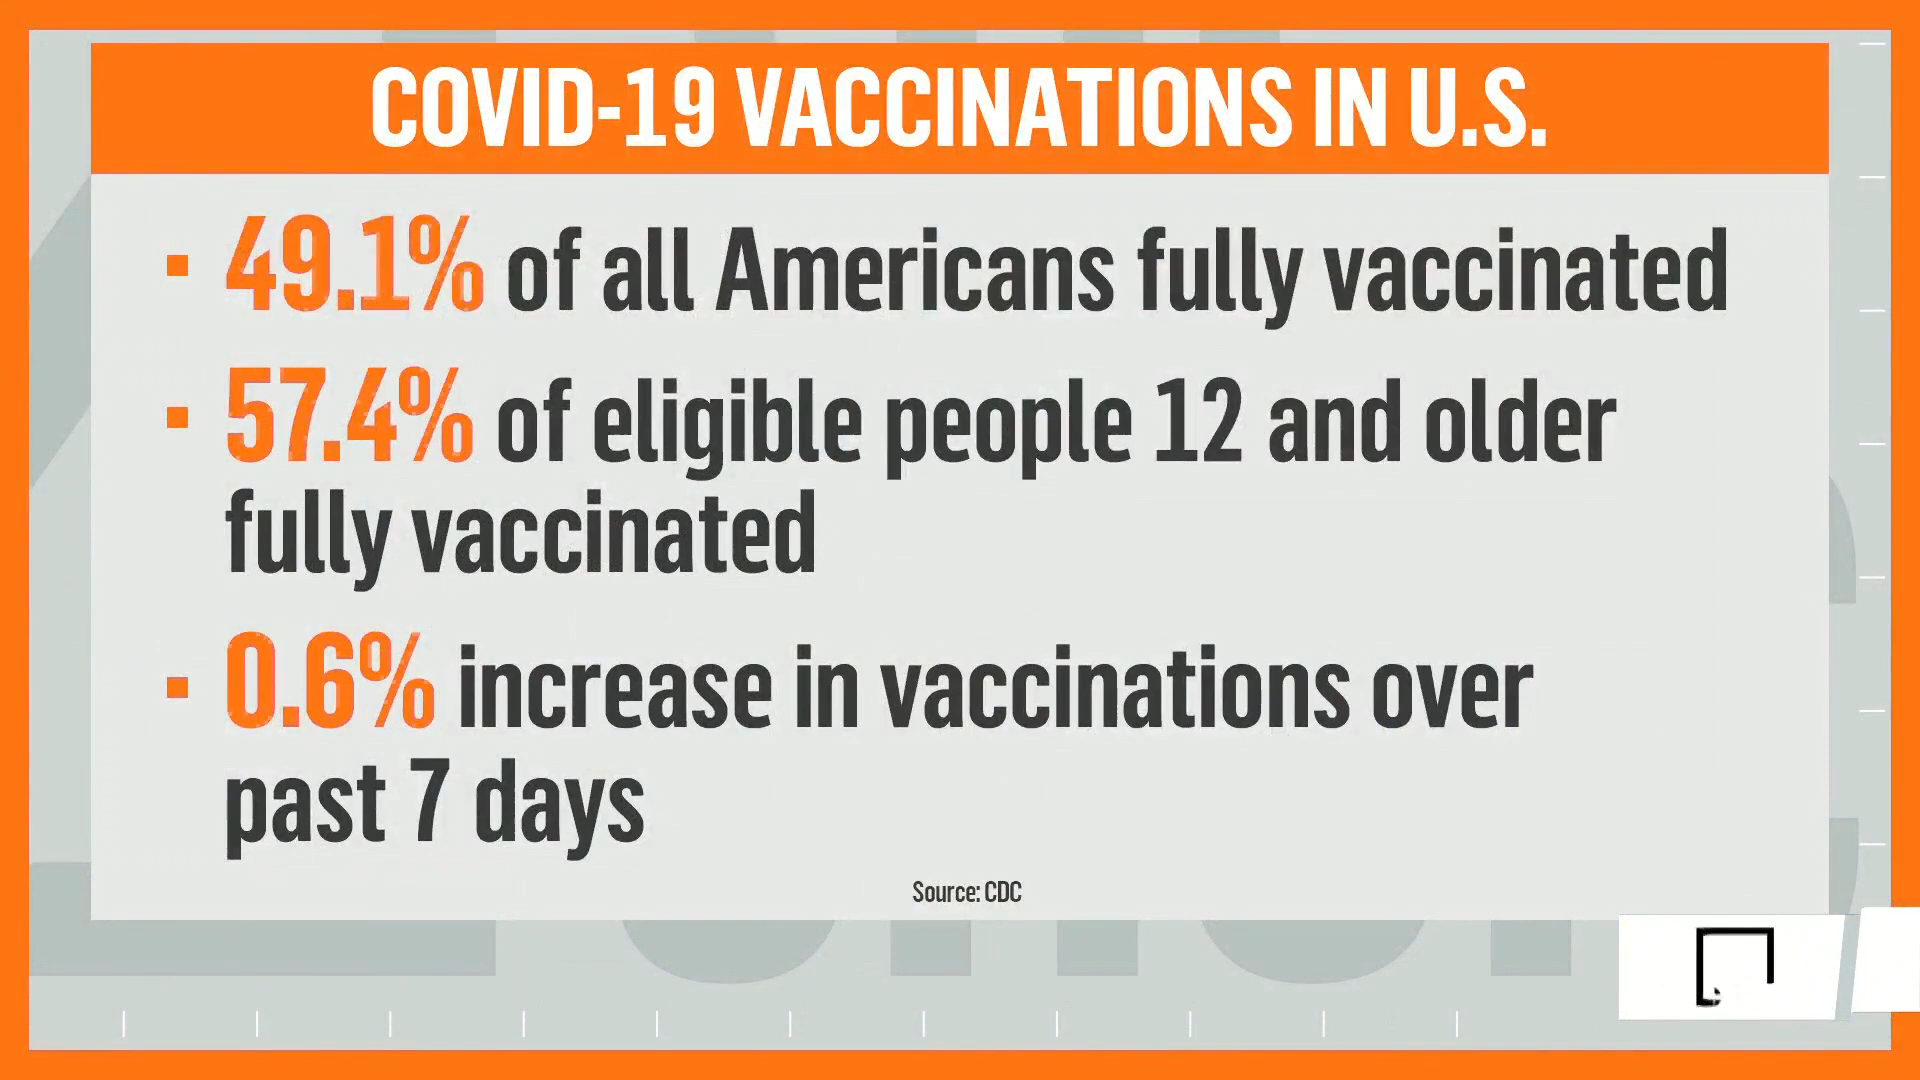 COVID-19 VACCINATIONS IN U.S.
49.1% of all Americans fully vaccinated
57.4% of eligible people 12 and older
fully vaccinated
0.6% increase in vaccinations over
past 7 days
Source: CDC